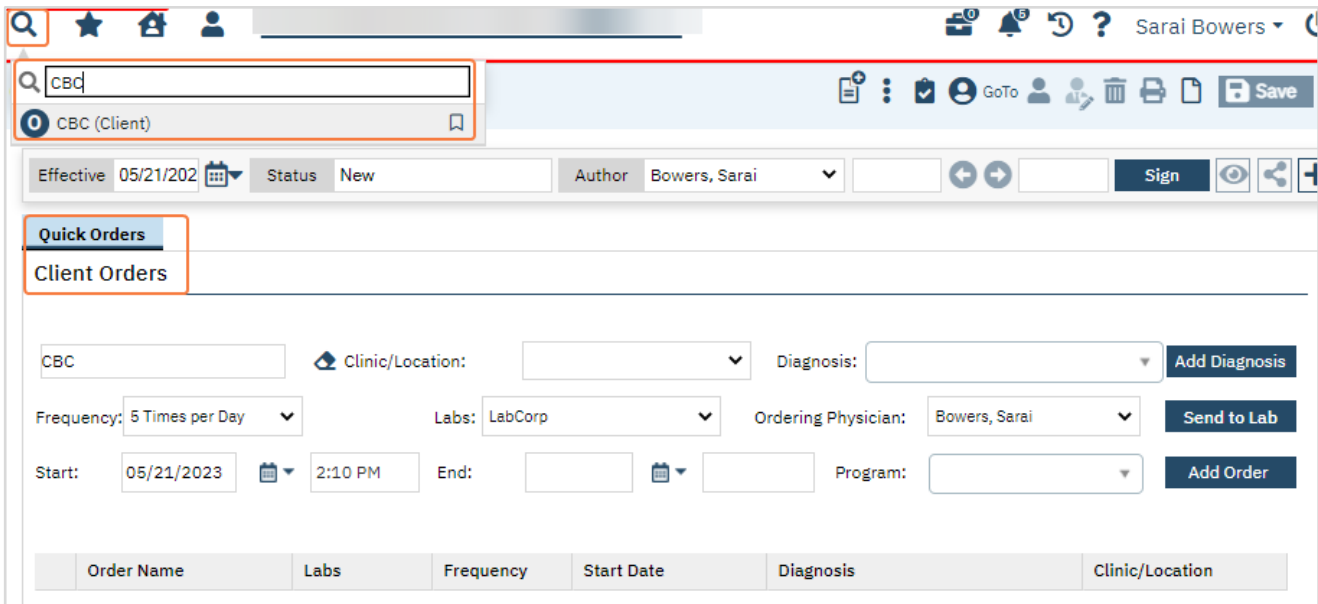 0 5 ? Sarai Bowers
CBC
GoTo Save
O CBC (Client)
Effective 05/21/202 Status New Author Bowers, Sarai Sign
Quick Orders
Client Orders
CBC Clinic/Location: Diagnosis: Add Diagnosis
Frequency: 5 Times per Day Labs: LabCorp Ordering Physician: Bowers, Sarai Send to Lab
Start: 05/21/2023 2:10 PM End: Program: Add Order
Order Name Labs Frequency Start Date Diagnosis Clinic/Location